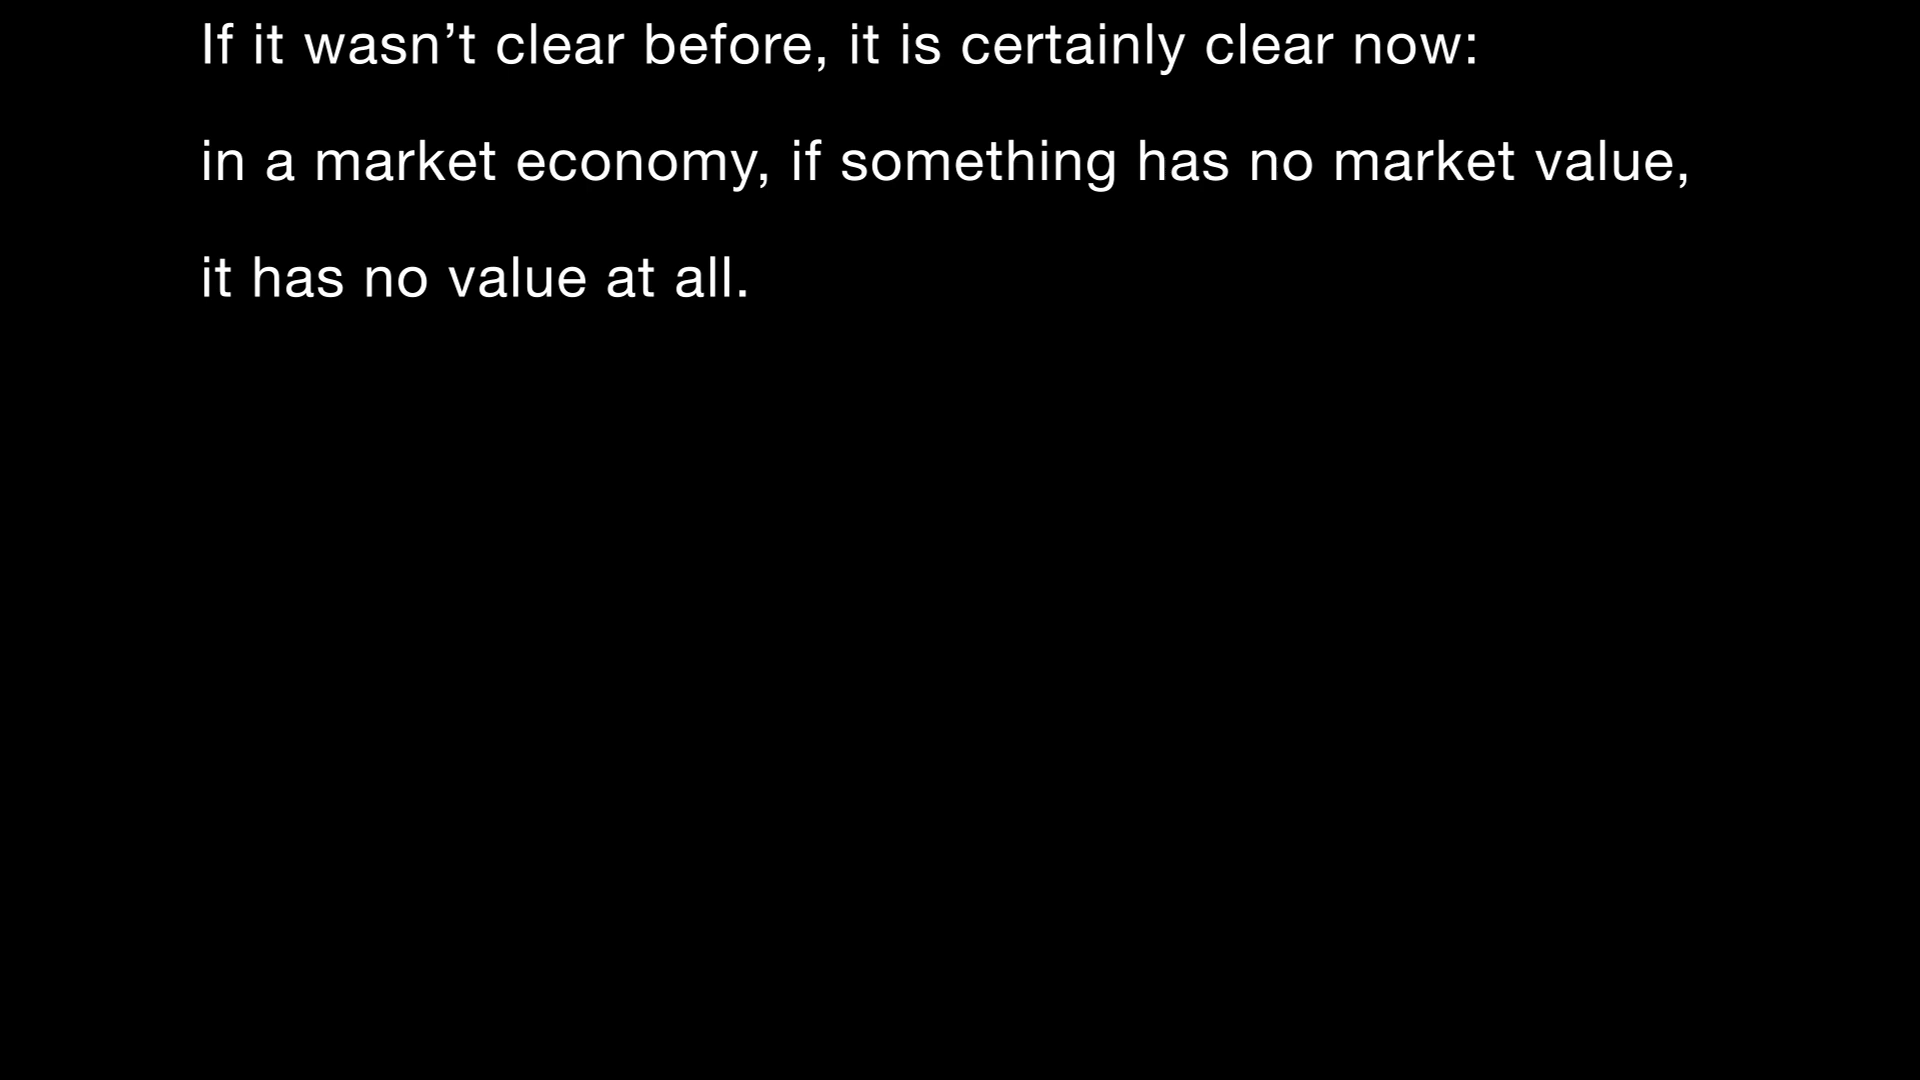 If it wasn’t clear before, it is certainly clear now:
in a market economy, if something has no market value,
it has no value at all.